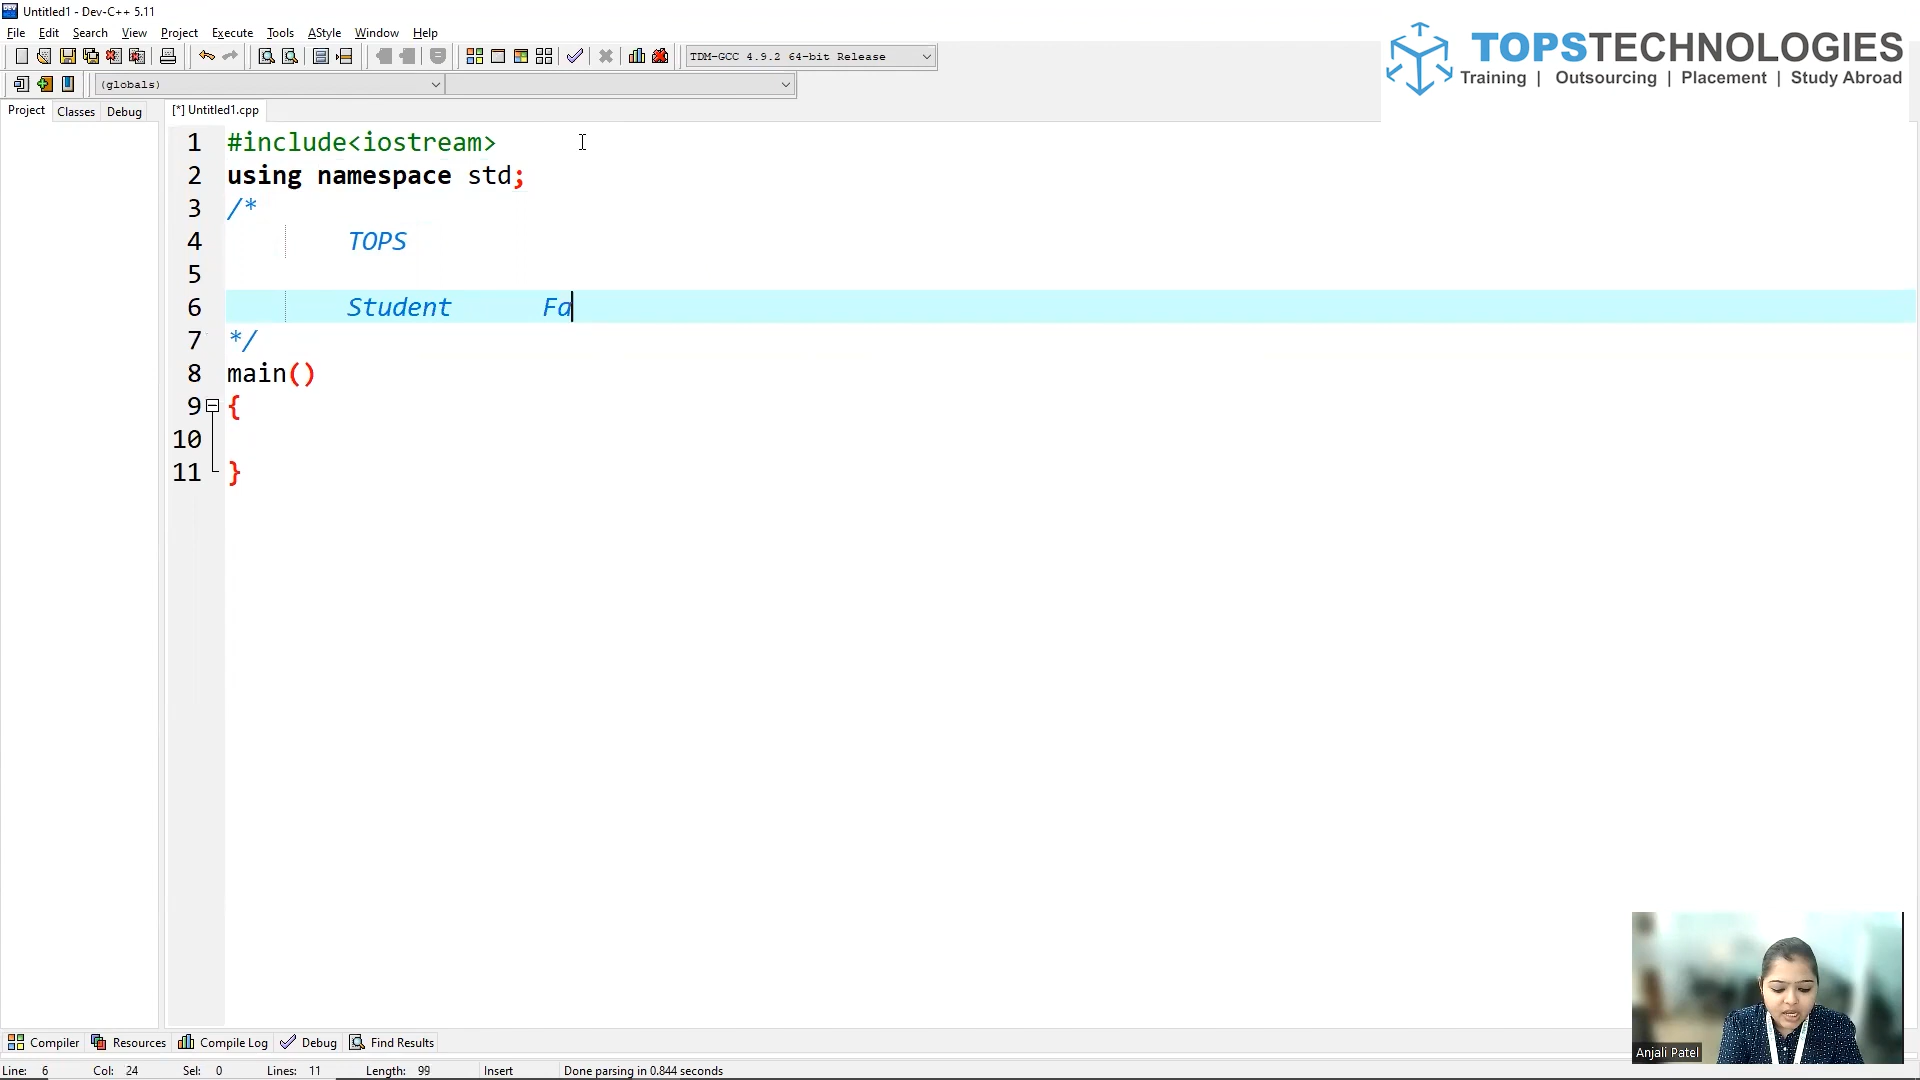 Untitled1 - Dev-C++ 5.11
File Edit Search View Project Execute Tools AStyle Window Help
TDM-GCC 4.9.2 64-bit Release
(globals)
TOPSTECHNOLOGIES
Training | Outsourcing | Placement | Study Abroad
Project Classes Debug
[*] Untitled1.cpp
1 #include<iostream>
2 using namespace std;
3 /*
4 TOPS
5
6 Student Fa
7 */
8 main()
9 {
10
11 }
Anjali Patel
Compiler Resources Compile Log Debug Find Results
Line: 6 Col: 24 Sel: 0 Lines: 11 Length: 99 Insert Done parsing in 0.844 seconds